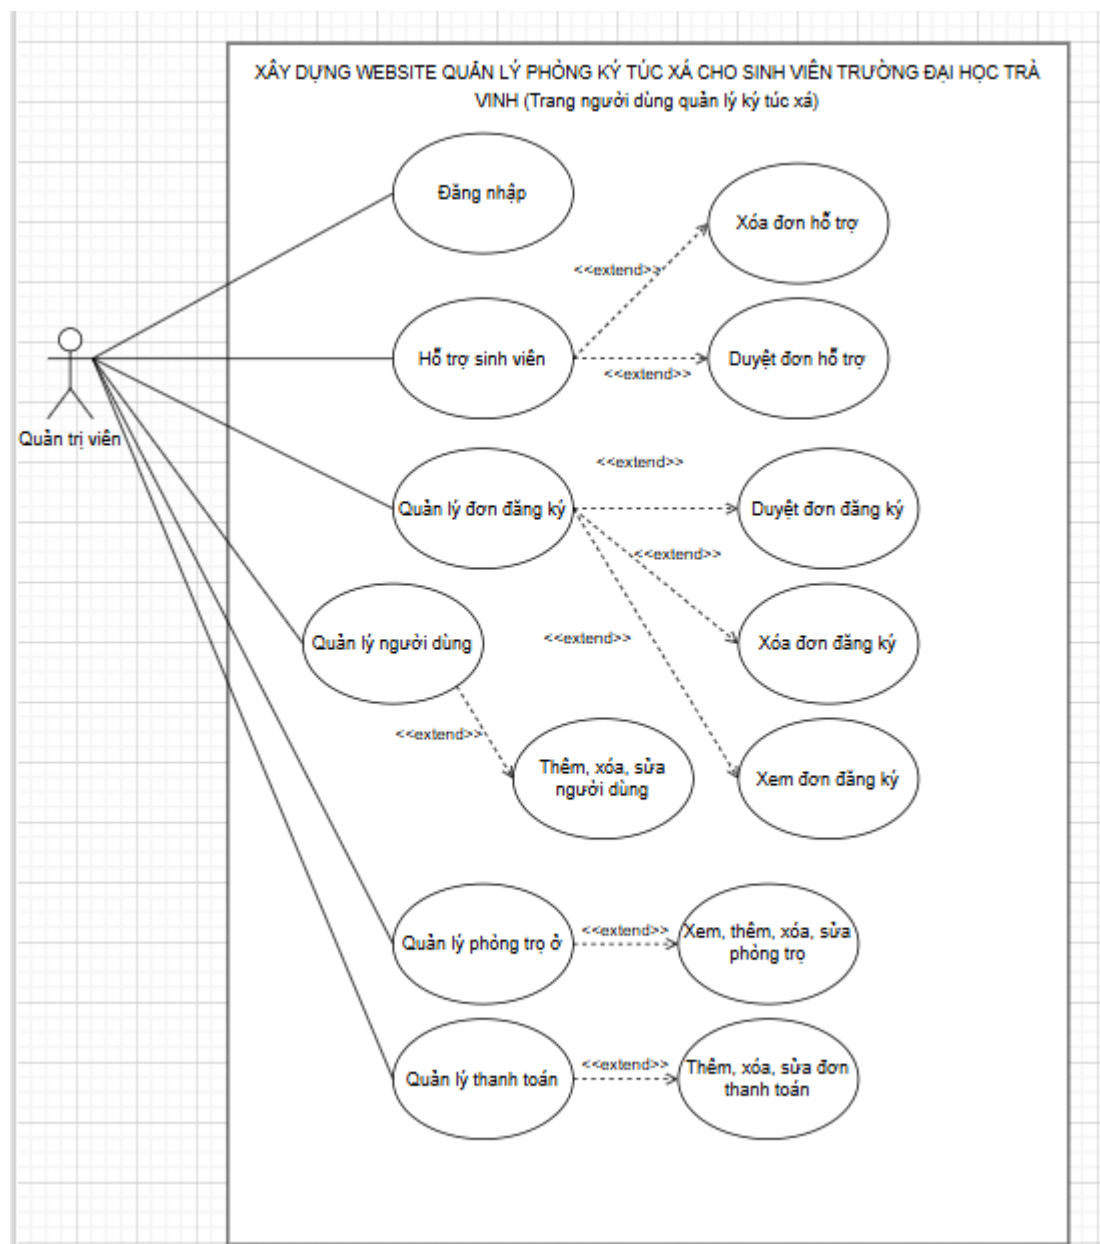 XÂY DỰNG WEBSITE QUẢN LÝ PHÒNG KÝ TÚC XÁ CHO SINH VIÊN TRƯỜNG ĐẠI HỌC TRÀ
VINH (Trang người dùng quản lý ký túc xá)
Đăng nhập
Xóa đơn hỗ trợ
<<extend>>
Hỗ trợ sinh viên
Duyệt đơn hỗ trợ
<<extend>>
Quản trị viên
<<extend>>
Quản lý đơn đăng ký
Duyệt đơn đăng ký
<<extend>>
<<extend>>
Quản lý người dùng
Xóa đơn đăng ký
<<extend>>
Thêm, xóa, sửa
người dùng
Xem đơn đăng ký
Quản lý phòng trọ ở
<<extend>>
Xem, thêm, xóa, sửa
phòng trọ
Quản lý thanh toán
<<extend>>
Thêm, xóa, sửa đơn
thanh toán